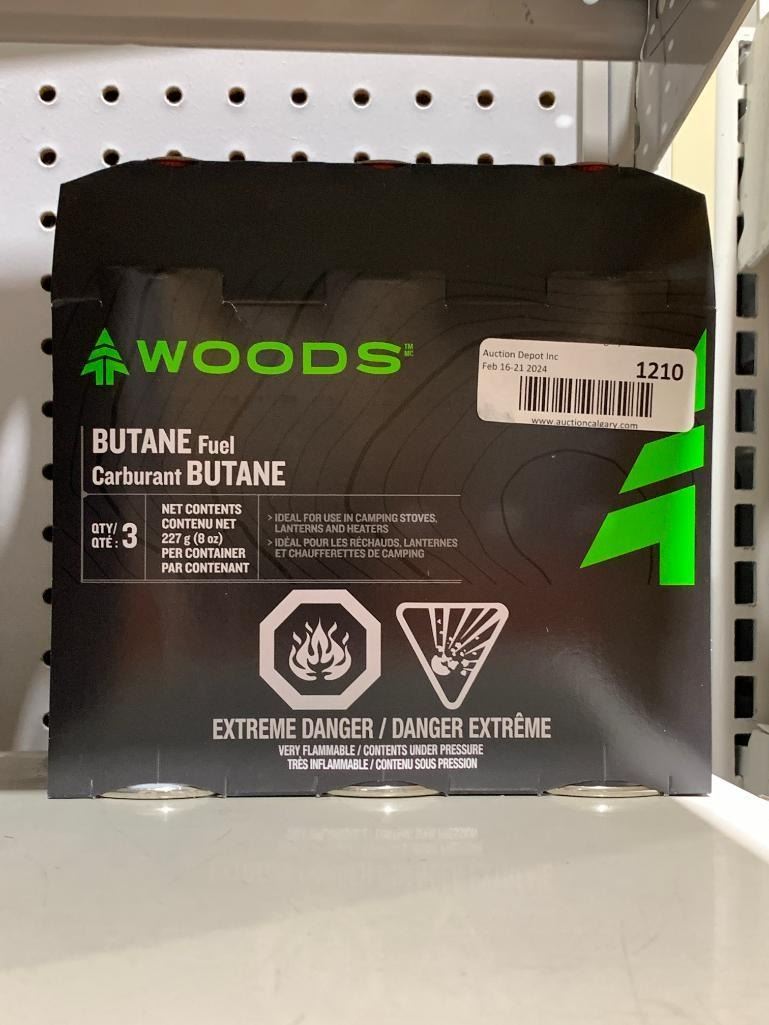 WOODS™ MC
Auction Depot Inc
Feb 16-21 2024
1210
www.auctioncalgary.com
BUTANE Fuel
Carburant BUTANE
QTY/
QTÉ : 3
NET CONTENTS
CONTENU NET
227 g (8 oz)
PER CONTAINER
PAR CONTENANT
> IDEAL FOR USE IN CAMPING STOVES,
LANTERNS AND HEATERS
> IDÉAL POUR LES RÉCHAUDS, LANTERNES
ET CHAUFFERETTES DE CAMPING
EXTREME DANGER / DANGER EXTRÊME
VERY FLAMMABLE / CONTENTS UNDER PRESSURE
TRÈS INFLAMMABLE / CONTENU SOUS PRESSION